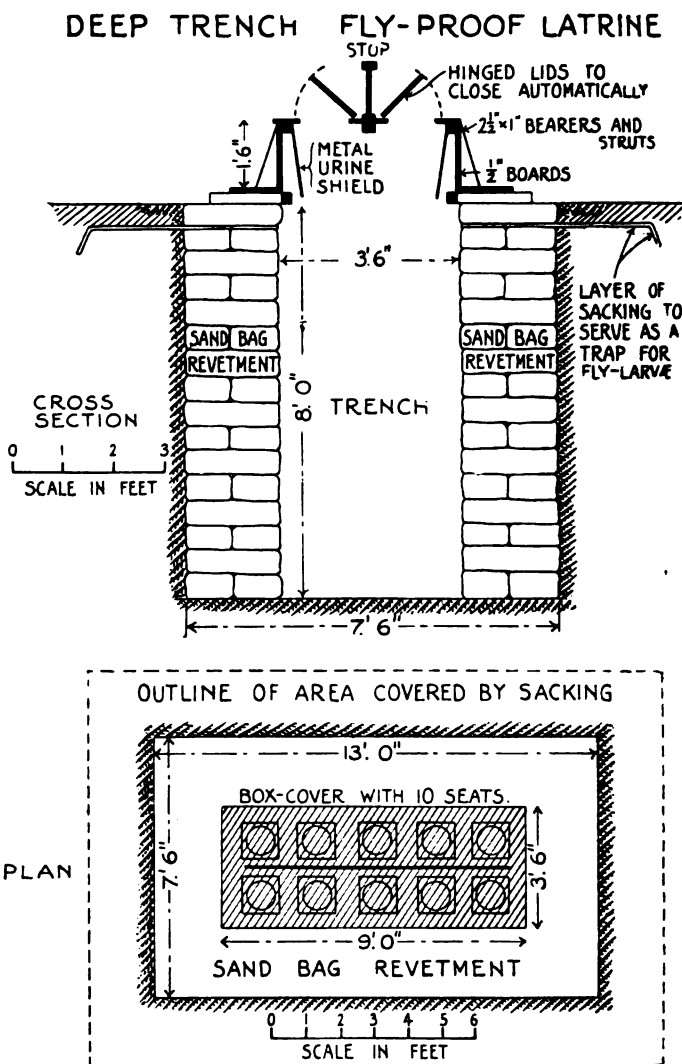 DEEP TRENCH FLY-PROOF LATRINE
STOP
HINGED LIDS TO
CLOSE AUTOMATICALLY
2½"×1" BEARERS AND
STRUTS
½" BOARDS
1'.6"
METAL
URINE
SHIELD
3'.6"
LAYER OF
SACKING TO
SERVE AS A
TRAP FOR
FLY-LARVÆ
SAND BAG
REVETMENT
SAND BAG
REVETMENT
8'. 0"
TRENCH
CROSS
SECTION
0 1 2 3
SCALE IN FEET
7'. 6"
OUTLINE OF AREA COVERED BY SACKING
13'. 0"
BOX-COVER WITH 10 SEATS.
PLAN
7'. 6"
3'. 6"
9'.0"
SAND BAG REVETMENT
0 1 2 3 4 5 6
SCALE IN FEET